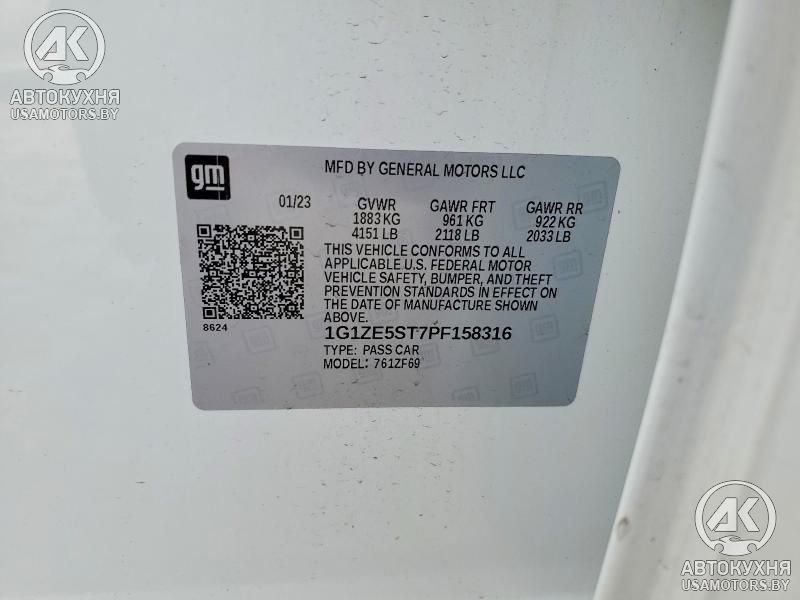 AK
АВТОКУХНЯ
USAMOTORS.BY
gm
MFD BY GENERAL MOTORS LLC
01/23 GVWR GAWR FRT GAWR RR
1883 KG 961 KG 922 KG
4151 LB 2118 LB 2033 LB
THIS VEHICLE CONFORMS TO ALL
APPLICABLE U.S. FEDERAL MOTOR
VEHICLE SAFETY, BUMPER, AND THEFT
PREVENTION STANDARDS IN EFFECT ON
THE DATE OF MANUFACTURE SHOWN
ABOVE.
8624
1G1ZE5ST7PF158316
TYPE: PASS CAR
MODEL: 761ZF69
AK
АВТОКУХНЯ
USAMOTORS.BY